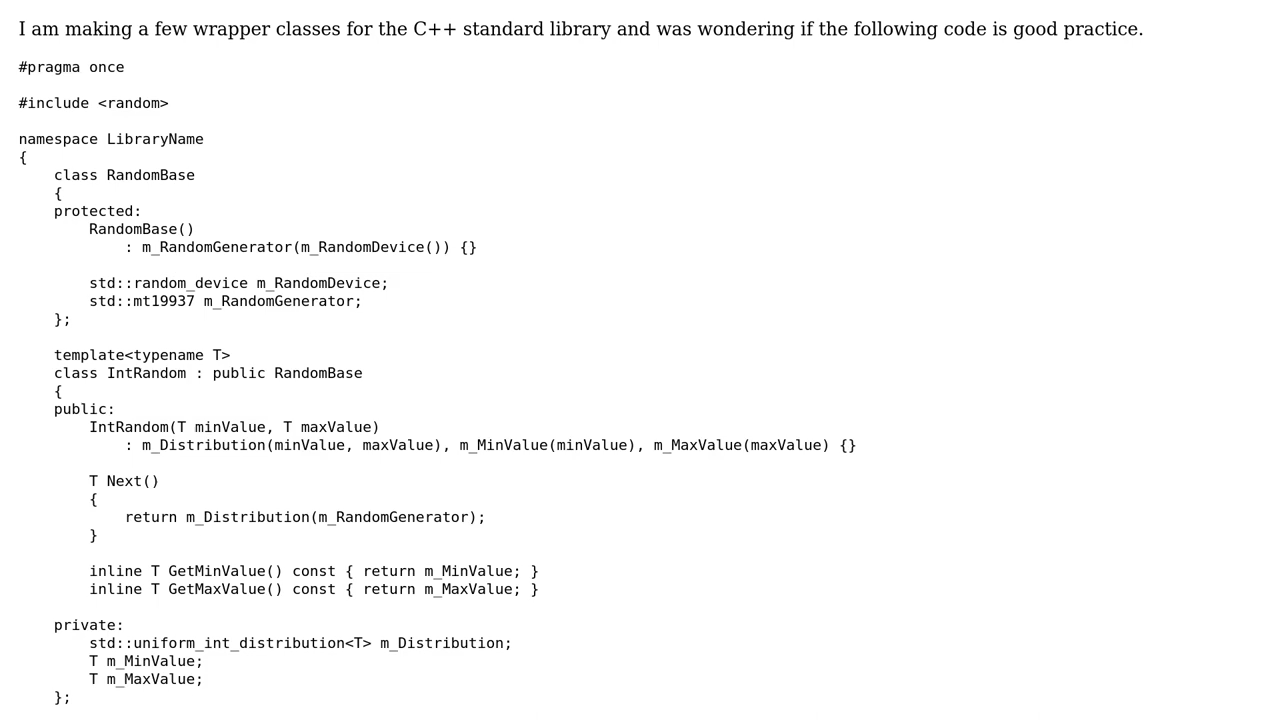 I am making a few wrapper classes for the C++ standard library and was wondering if the following code is good practice.
#pragma once
#include <random>
namespace LibraryName
{
    class RandomBase
    {
    protected:
        RandomBase()
            : m_RandomGenerator(m_RandomDevice()) {}
        std::random_device m_RandomDevice;
        std::mt19937 m_RandomGenerator;
    };
    template<typename T>
    class IntRandom : public RandomBase
    {
    public:
        IntRandom(T minValue, T maxValue)
            : m_Distribution(minValue, maxValue), m_MinValue(minValue), m_MaxValue(maxValue) {}
        T Next()
        {
            return m_Distribution(m_RandomGenerator);
        }
        inline T GetMinValue() const { return m_MinValue; }
        inline T GetMaxValue() const { return m_MaxValue; }
    private:
        std::uniform_int_distribution<T> m_Distribution;
        T m_MinValue;
        T m_MaxValue;
    };